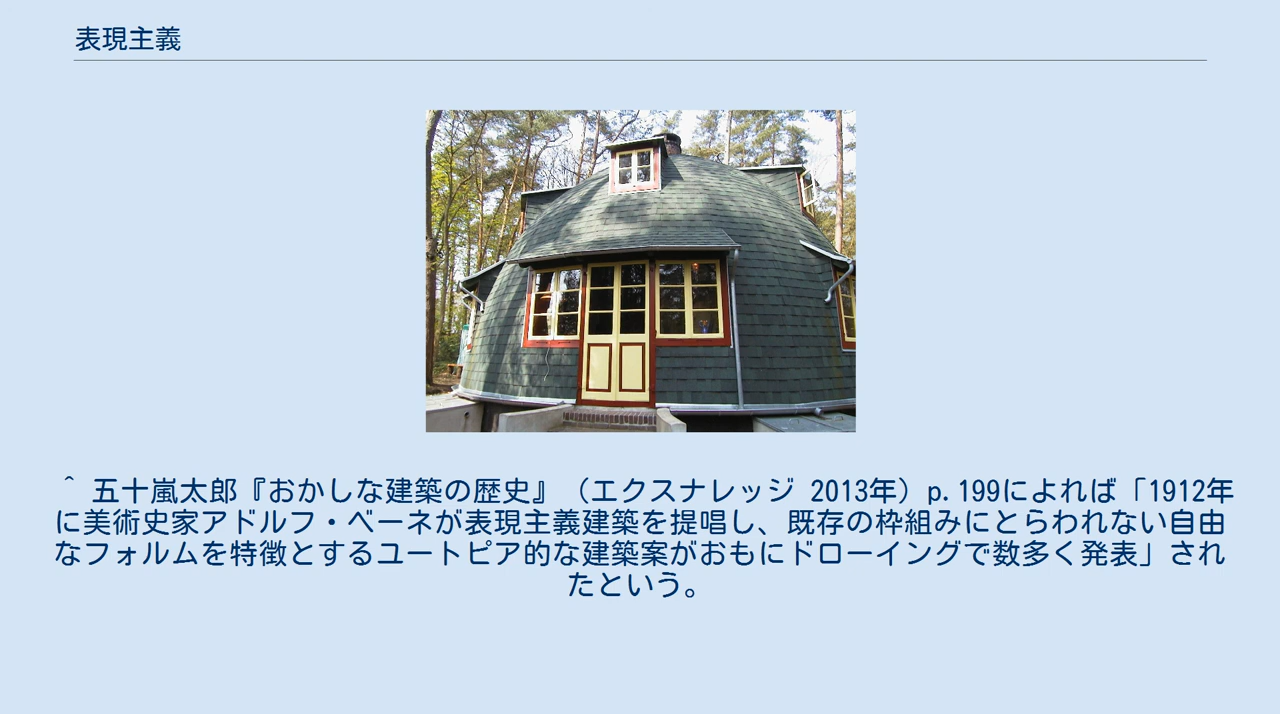 表現主義
^ 五十嵐太郎『おかしな建築の歴史』（エクスナレッジ 2013年）p.199によれば「1912年
に美術史家アドルフ・ベーネが表現主義建築を提唱し、既存の枠組みにとらわれない自由
なフォルムを特徴とするユートピア的な建築案がおもにドローイングで数多く発表」され
たという。